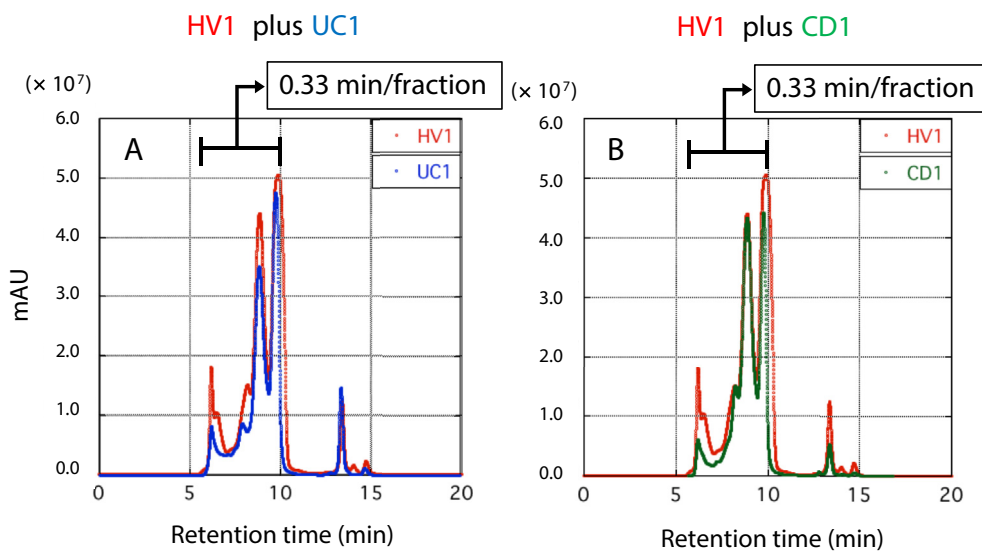 HV1 plus UC1
(× 10⁷)
0.33 min/fraction
6.0
5.0
4.0
3.0
2.0
1.0
0.0
mAU
A
HV1
UC1
0
5
10
15
20
Retention time (min)
HV1 plus CD1
(× 10⁷)
0.33 min/fraction
6.0
5.0
4.0
3.0
2.0
1.0
0.0
B
HV1
CD1
0
5
10
15
20
Retention time (min)